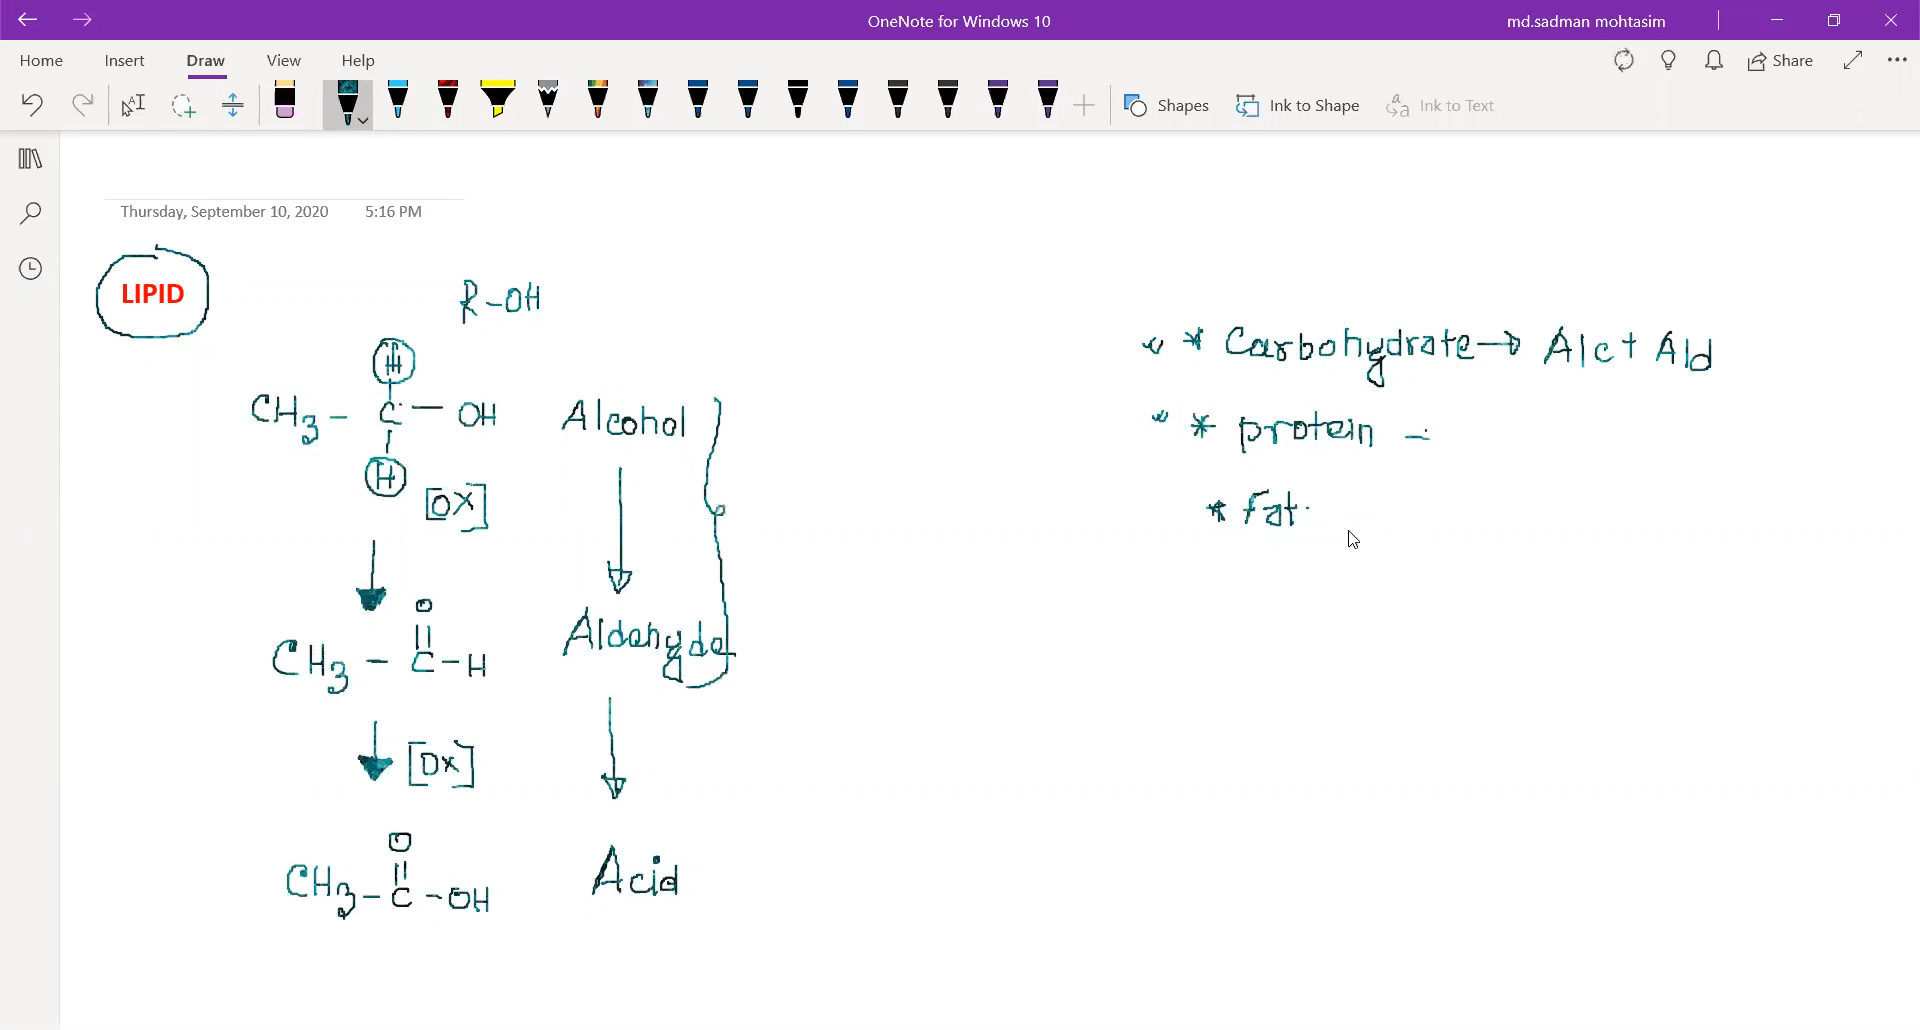 OneNote for Windows 10
md.sadman mohtasim
Home Insert Draw View Help
Share
Shapes Ink to Shape Ink to Text
Thursday, September 10, 2020 5:16 PM
LIPID
R-OH
H
CH3 - C - OH Alcohol
H
[OX]
O
CH3 - C - H Aldehyde
[OX]
O
CH3 - C - OH Acid
* Carbohydrate → Alc + Ald
* protein -
* Fat